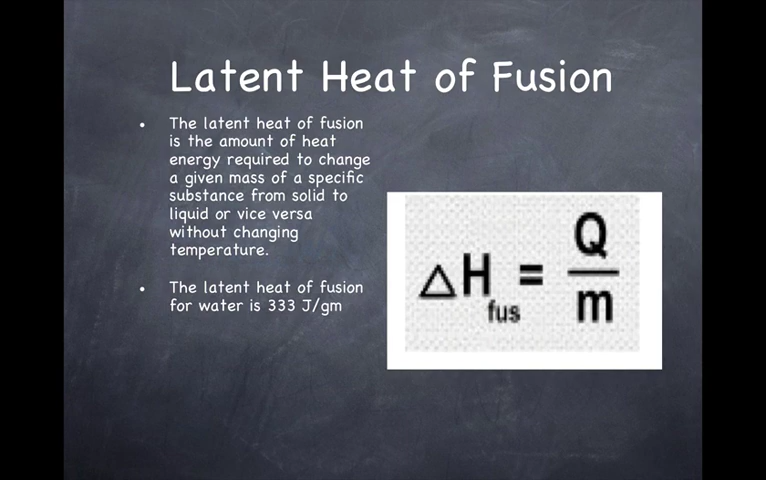 Latent Heat of Fusion
• The latent heat of fusion
is the amount of heat
energy required to change
a given mass of a specific
substance from solid to
liquid or vice versa
without changing
temperature.
• The latent heat of fusion
for water is 333 J/gm
△H fus = Q / m